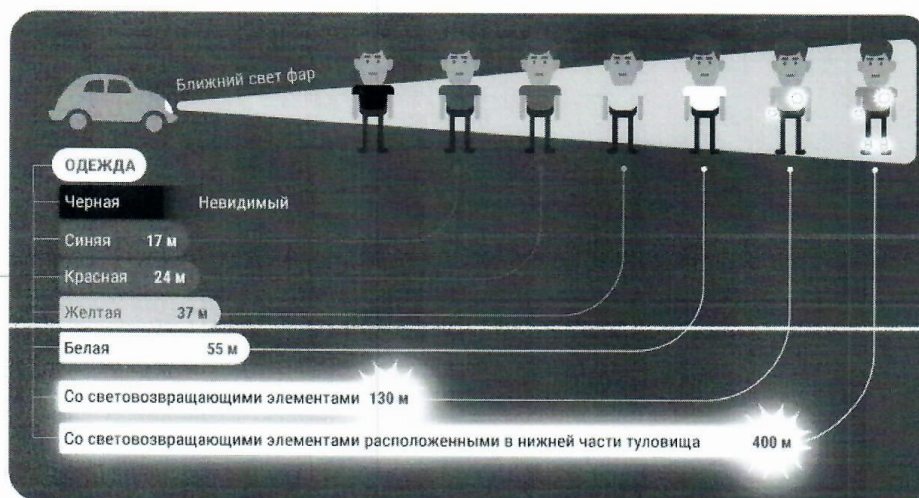 Ближний свет фар
ОДЕЖДА
Черная Невидимый
Синяя 17 м
Красная 24 м
Желтая 37 м
Белая 55 м
Со световозвращающими элементами 130 м
Со световозвращающими элементами расположенными в нижней части туловища 400 м